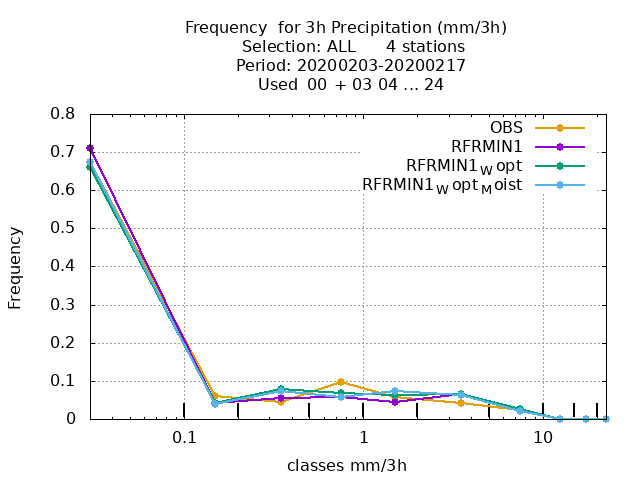 Frequency for 3h Precipitation (mm/3h)
Selection: ALL 4 stations
Period: 20200203-20200217
Used 00 + 03 04 ... 24
0.8
0.7
0.6
0.5
0.4
0.3
0.2
0.1
0
Frequency
OBS
RFRMIN1
RFRMIN1Wopt
RFRMIN1WoptMoist
0.1
1
10
classes mm/3h